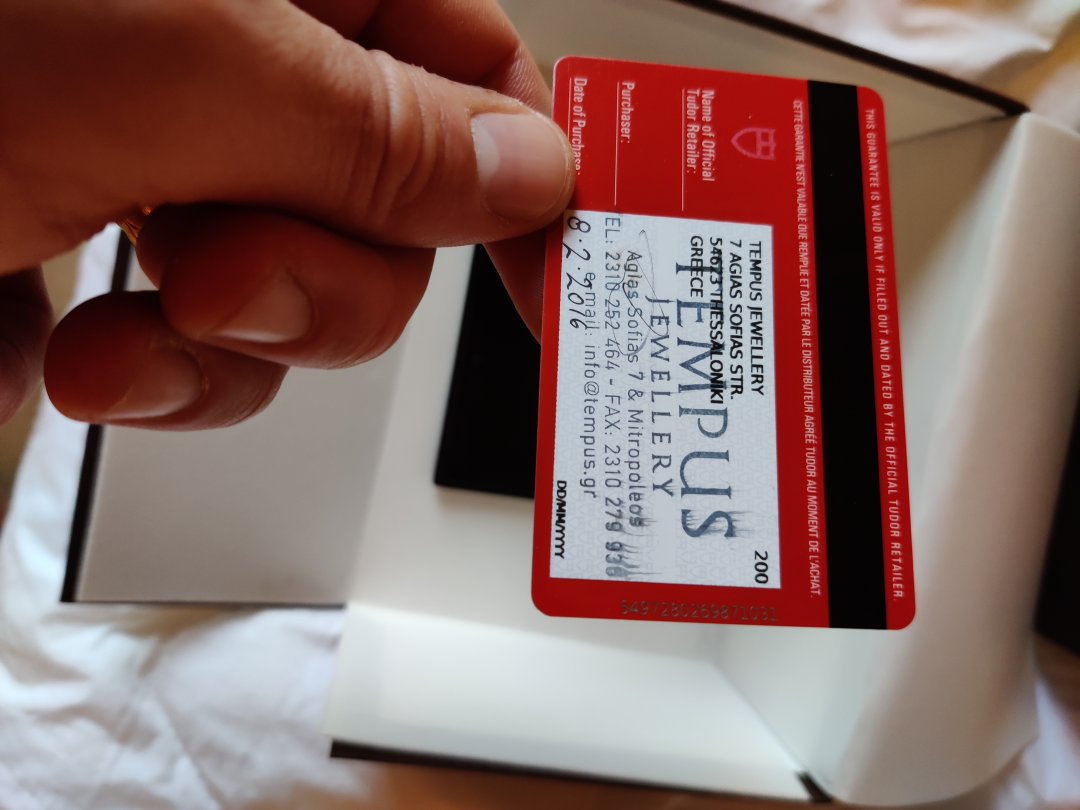 THIS GUARANTEE IS VALID ONLY IF FILLED OUT AND DATED BY THE OFFICIAL TUDOR RETAILER.
CETTE GARANTIE N'EST VALABLE QUE REMPLIE ET DATÉE PAR LE DISTRIBUTEUR AGRÉÉ TUDOR AU MOMENT DE L'ACHAT.
Name of Official
Tudor Retailer:
TEMPUS JEWELLERY
7 AGIAS SOFIAS STR.
54623 THESSALONIKI
GREECE
200
TEMPUS
JEWELLERY
Purchaser:
Agias Sofias 7 & Mitropoleos
EL: 2310 252 464 - FAX: 2310 279 936
e-mail: info@tempus.gr
Date of Purchase:
8.2.2016
DD/MM/YYYY